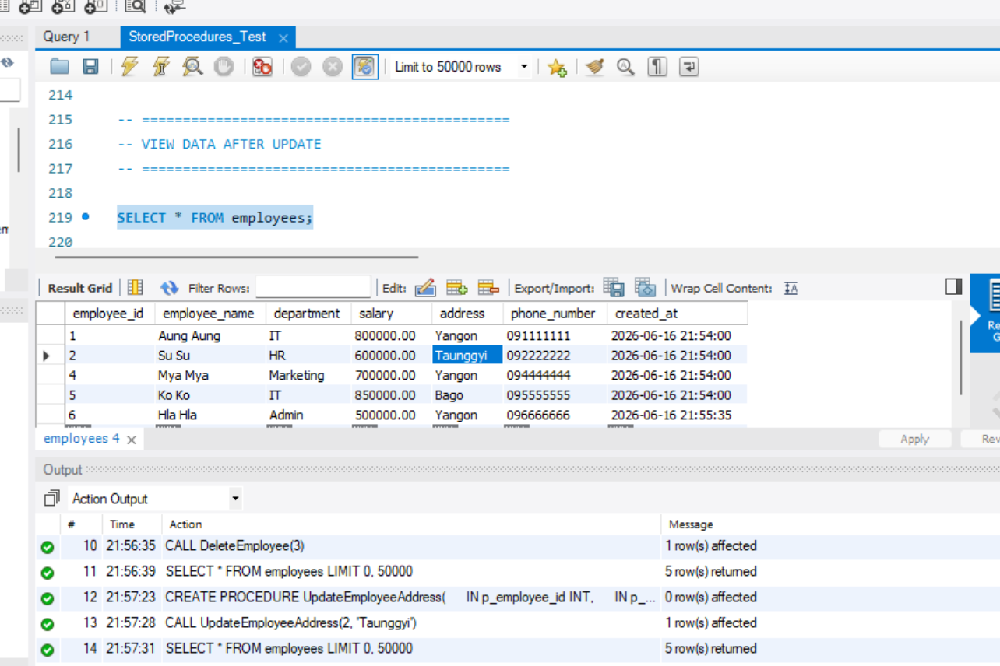 Query 1 StoredProcedures_Test
Limit to 50000 rows
214
215 -- =============================================
216 -- VIEW DATA AFTER UPDATE
217 -- =============================================
218
219 SELECT * FROM employees;
220
Result Grid Filter Rows: Edit: Export/Import: Wrap Cell Content:
employee_id employee_name department salary address phone_number created_at
1 Aung Aung IT 800000.00 Yangon 091111111 2026-06-16 21:54:00
2 Su Su HR 600000.00 Taunggyi 092222222 2026-06-16 21:54:00
4 Mya Mya Marketing 700000.00 Yangon 094444444 2026-06-16 21:54:00
5 Ko Ko IT 850000.00 Bago 095555555 2026-06-16 21:54:00
6 Hla Hla Admin 500000.00 Yangon 096666666 2026-06-16 21:55:35
employees 4 Apply Rev
Output
Action Output
# Time Action Message
10 21:56:35 CALL DeleteEmployee(3) 1 row(s) affected
11 21:56:39 SELECT * FROM employees LIMIT 0, 50000 5 row(s) returned
12 21:57:23 CREATE PROCEDURE UpdateEmployeeAddress( IN p_employee_id INT, IN p_... 0 row(s) affected
13 21:57:28 CALL UpdateEmployeeAddress(2, 'Taunggyi') 1 row(s) affected
14 21:57:31 SELECT * FROM employees LIMIT 0, 50000 5 row(s) returned